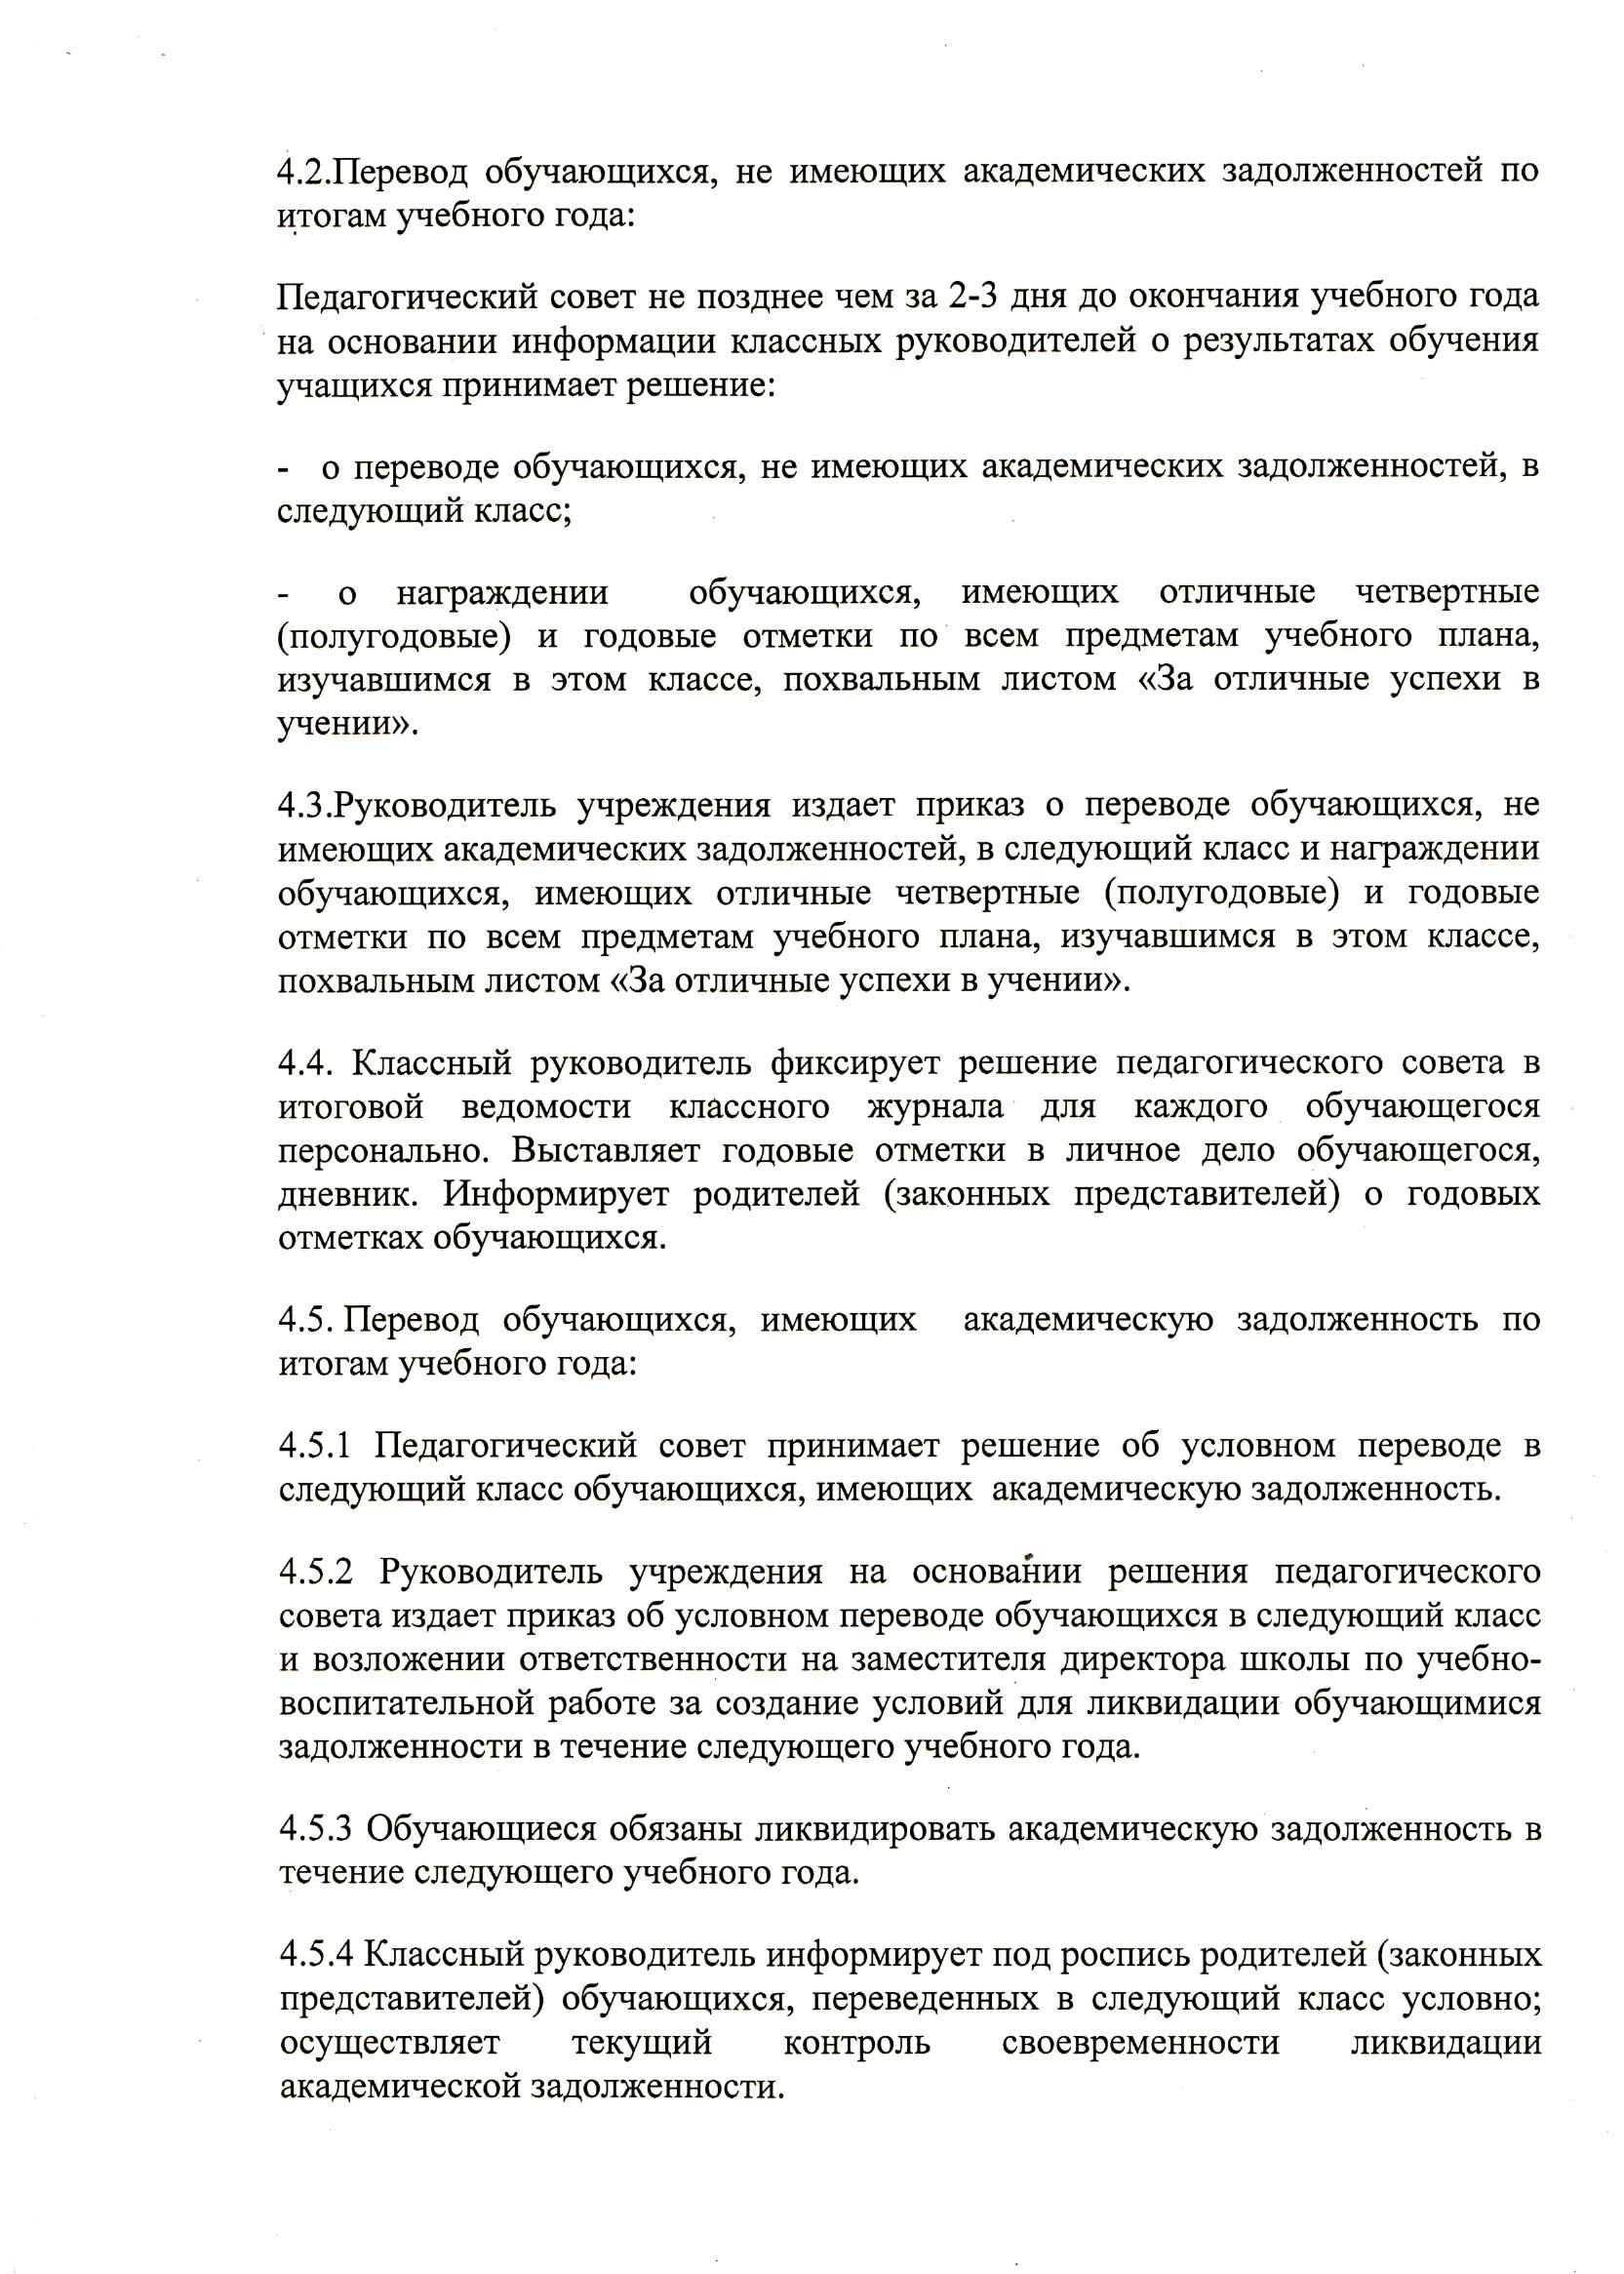 4.2.Перевод обучающихся, не имеющих академических задолженностей по
итогам учебного года:
Педагогический совет не позднее чем за 2-3 дня до окончания учебного года
на основании информации классных руководителей о результатах обучения
учащихся принимает решение:
- о переводе обучающихся, не имеющих академических задолженностей, в
следующий класс;
- о награждении обучающихся, имеющих отличные четвертные
(полугодовые) и годовые отметки по всем предметам учебного плана,
изучавшимся в этом классе, похвальным листом «За отличные успехи в
учении».
4.3.Руководитель учреждения издает приказ о переводе обучающихся, не
имеющих академических задолженностей, в следующий класс и награждении
обучающихся, имеющих отличные четвертные (полугодовые) и годовые
отметки по всем предметам учебного плана, изучавшимся в этом классе,
похвальным листом «За отличные успехи в учении».
4.4. Классный руководитель фиксирует решение педагогического совета в
итоговой ведомости классного журнала для каждого обучающегося
персонально. Выставляет годовые отметки в личное дело обучающегося,
дневник. Информирует родителей (законных представителей) о годовых
отметках обучающихся.
4.5. Перевод обучающихся, имеющих академическую задолженность по
итогам учебного года:
4.5.1 Педагогический совет принимает решение об условном переводе в
следующий класс обучающихся, имеющих академическую задолженность.
4.5.2 Руководитель учреждения на основании решения педагогического
совета издает приказ об условном переводе обучающихся в следующий класс
и возложении ответственности на заместителя директора школы по учебно-
воспитательной работе за создание условий для ликвидации обучающимися
задолженности в течение следующего учебного года.
4.5.3 Обучающиеся обязаны ликвидировать академическую задолженность в
течение следующего учебного года.
4.5.4 Классный руководитель информирует под роспись родителей (законных
представителей) обучающихся, переведенных в следующий класс условно;
осуществляет текущий контроль своевременности ликвидации
академической задолженности.